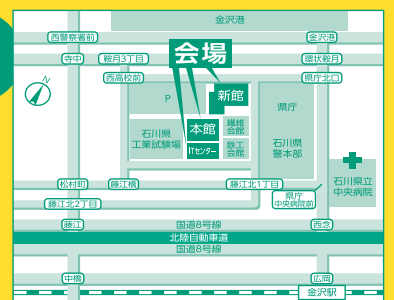 金沢港
西警察署前
金沢港
会場
寺中
鞍月3丁目
環状鞍月
西高校前
県庁北口
N
P
新館
県庁
本館
繊維
会館
石川県
工業試験場
鉄工
会館
石川県
警本部
ITセンター
石川県立
中央病院
松村町
藤江橋
藤江北1丁目
県庁
中央病院前
藤江北2丁目
藤江
国道8号線
西念
北陸自動車道
国道8号線
中橋
広岡
金沢駅